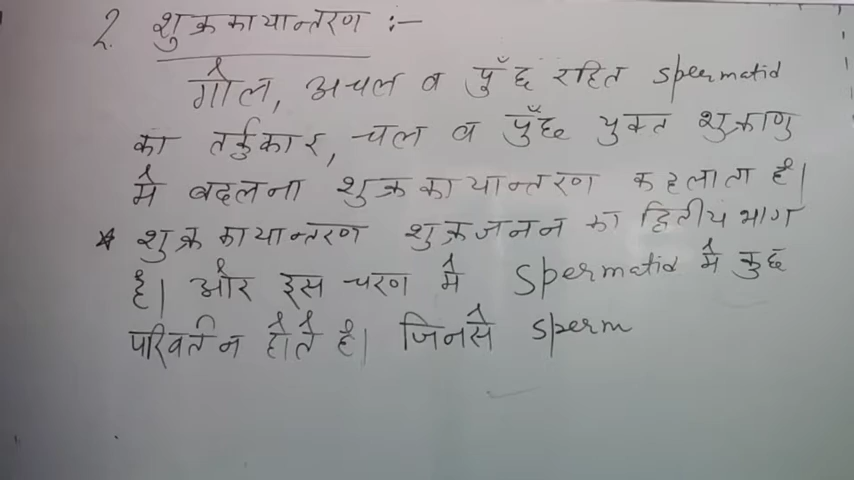 2. शुक्रकायान्तरण :-
गोल, अचल व पुँछ रहित spermatid
का तर्कुकार, चल व पुँछ युक्त शुक्राणु
मे बदलना शुक्रकायान्तरण कहलाता है।
* शुक्रकायान्तरण शुक्रजनन का द्वितीय भाग
है। और इस चरण मे spermatid मे कुछ
परिवर्तन होते है। जिनसे sperm